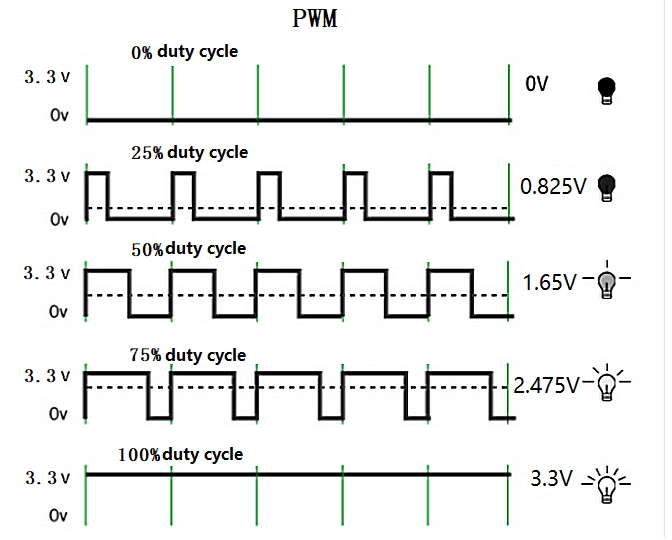 PWM
0% duty cycle
3.3 v
0v
0V
25% duty cycle
3.3 v
0v
0.825V
50% duty cycle
3.3 v
0v
1.65V
75% duty cycle
3.3 v
0v
2.475V
100% duty cycle
3.3 v
0v
3.3V